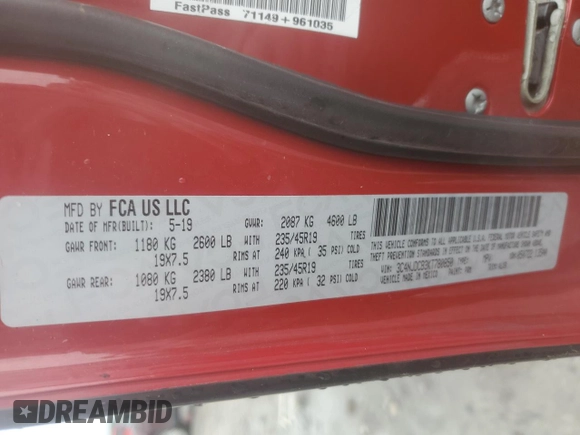 FastPass 71149+961035
MFD BY FCA US LLC
DATE OF MFR(BUILT): 5-19 GVWR: 2087 KG 4600 LB
GAWR FRONT: 1180 KG 2600 LB WITH 235/45R19 TIRES
19X7.5 RIMS AT 240 KPA( 35 PSI) COLD
GAWR REAR: 1080 KG 2380 LB WITH 235/45R19 TIRES
19X7.5 RIMS AT 220 KPA( 32 PSI) COLD
THIS VEHICLE CONFORMS TO ALL APPLICABLE U.S.A. FEDERAL MOTOR VEHICLE SAFETY AND
THEFT PREVENTION STANDARDS IN EFFECT ON THE DATE OF MANUFACTURE SHOWN ABOVE.
VIN: TYPE: MPV
VEHICLE MADE IN MEXICO PAINT:
DREAMBID